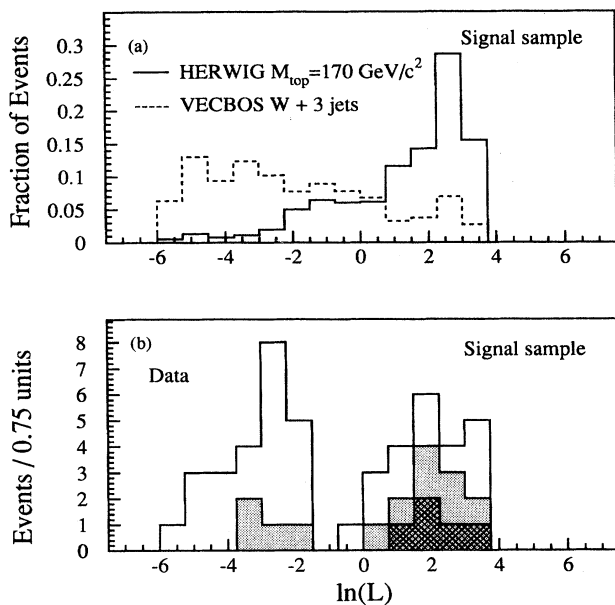 (a)
Signal sample
HERWIG M_top=170 GeV/c²
VECBOS W + 3 jets
Fraction of Events
0.3
0.25
0.2
0.15
0.1
0.05
0
-6 -4 -2 0 2 4 6
(b)
Signal sample
Data
Events / 0.75 units
8
7
6
5
4
3
2
1
0
-6 -4 -2 0 2 4 6
ln(L)